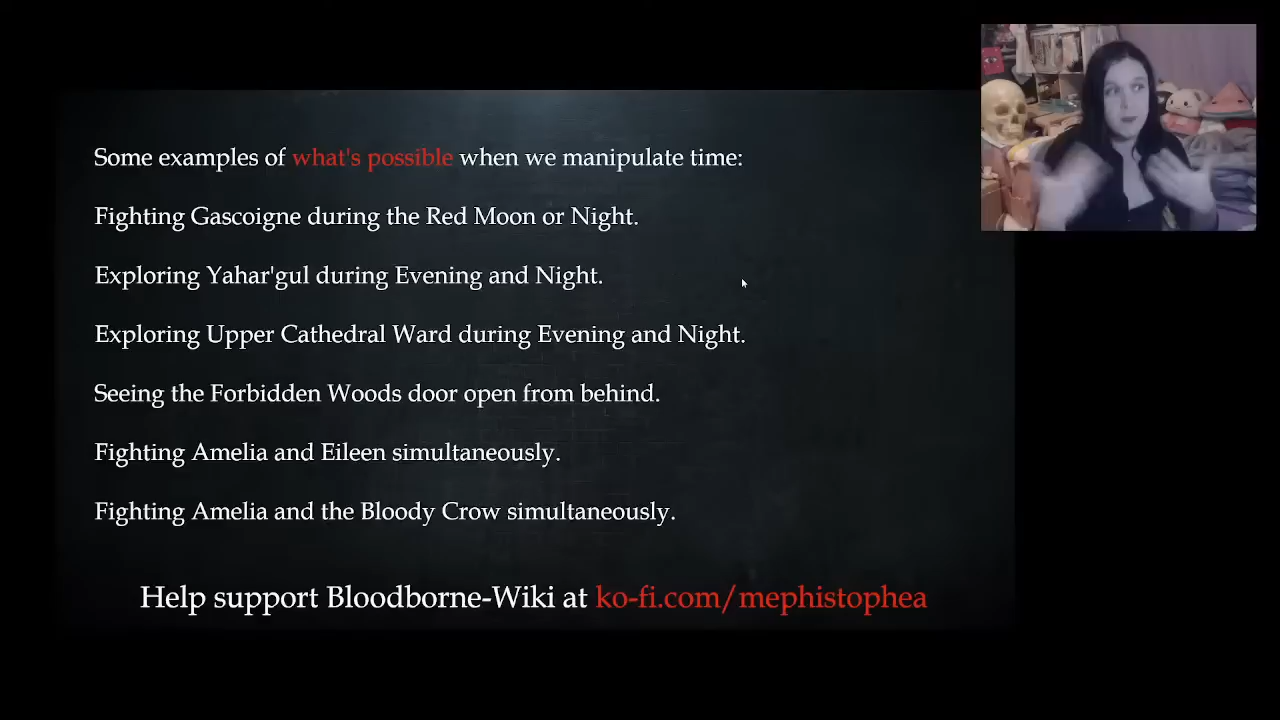 Some examples of what's possible when we manipulate time:
Fighting Gascoigne during the Red Moon or Night.
Exploring Yahar'gul during Evening and Night.
Exploring Upper Cathedral Ward during Evening and Night.
Seeing the Forbidden Woods door open from behind.
Fighting Amelia and Eileen simultaneously.
Fighting Amelia and the Bloody Crow simultaneously.
Help support Bloodborne-Wiki at ko-fi.com/mephistophea